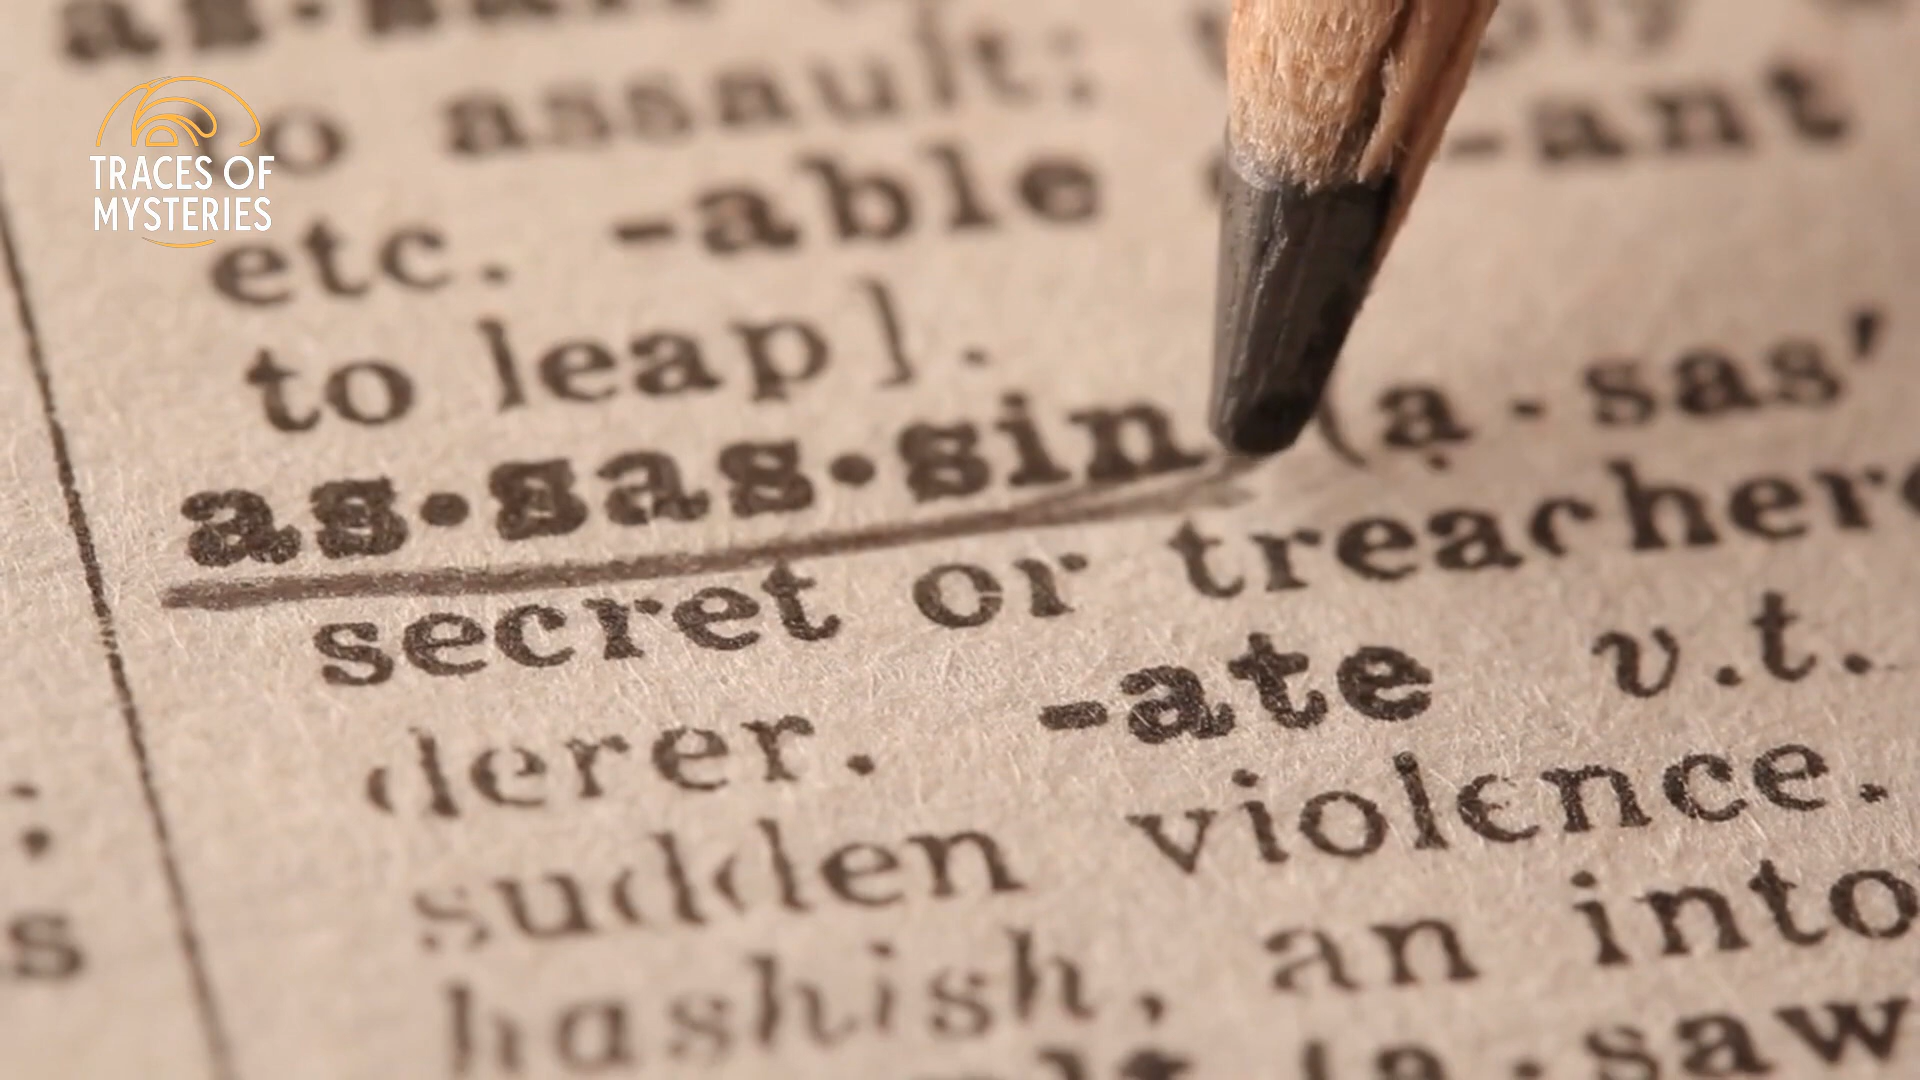 TRACES OF
MYSTERIES
assault;
etc. -able -ant
to leap].
as·sas·sin (a·sas'
secret or treacher
derer. -ate v.t.
sudden violence.
hashish, an into
(a·saw
s